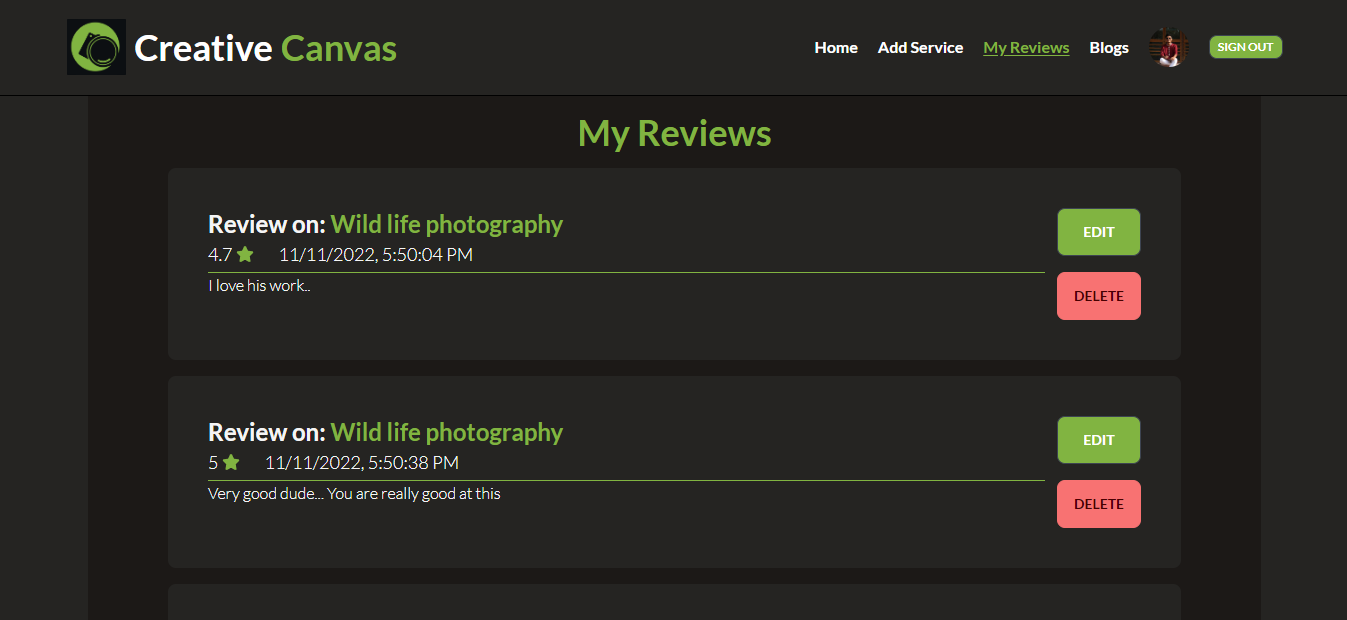 Creative Canvas
Home Add Service My Reviews Blogs SIGN OUT
My Reviews
Review on: Wild life photography
EDIT
4.7 11/11/2022, 5:50:04 PM
I love his work..
DELETE
Review on: Wild life photography
EDIT
5 11/11/2022, 5:50:38 PM
Very good dude... You are really good at this
DELETE